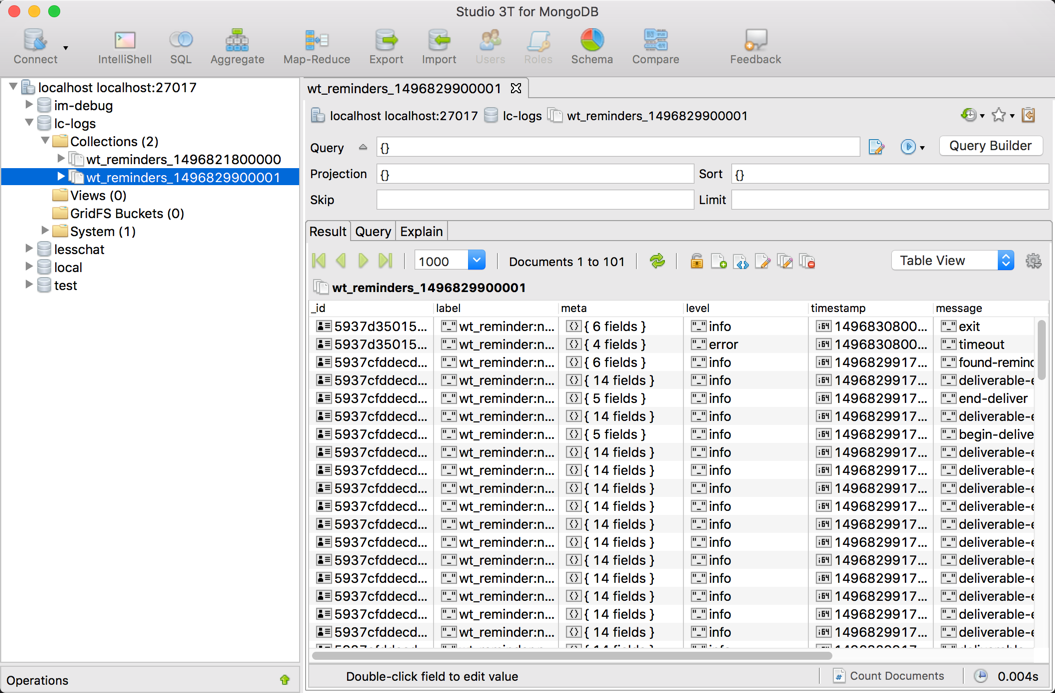 Studio 3T for MongoDB
Connect IntelliShell SQL Aggregate Map-Reduce Export Import Users Roles Schema Compare Feedback
localhost localhost:27017
im-debug
lc-logs
Collections (2)
wt_reminders_1496821800000
wt_reminders_1496829900001
Views (0)
GridFS Buckets (0)
System (1)
lesschat
local
test
Operations
wt_reminders_1496829900001
localhost localhost:27017 lc-logs wt_reminders_1496829900001
Query {} Query Builder
Projection {} Sort {}
Skip Limit
Result Query Explain
1000 Documents 1 to 101 Table View
wt_reminders_1496829900001
_id label meta level timestamp message
5937d35015... wt_reminder:n... { 6 fields } info 1496830800... exit
5937d35015... wt_reminder:n... { 4 fields } error 1496830800... timeout
5937cfddecd... wt_reminder:n... { 6 fields } info 1496829917... found-remind
5937cfddecd... wt_reminder:n... { 14 fields } info 1496829917... deliverable-e
5937cfddecd... wt_reminder:n... { 5 fields } info 1496829917... end-deliver
5937cfddecd... wt_reminder:n... { 14 fields } info 1496829917... deliverable-e
5937cfddecd... wt_reminder:n... { 5 fields } info 1496829917... begin-delive
5937cfddecd... wt_reminder:n... { 14 fields } info 1496829917... deliverable-e
5937cfddecd... wt_reminder:n... { 14 fields } info 1496829917... deliverable-e
5937cfddecd... wt_reminder:n... { 14 fields } info 1496829917... deliverable-e
5937cfddecd... wt_reminder:n... { 14 fields } info 1496829917... deliverable-e
5937cfddecd... wt_reminder:n... { 14 fields } info 1496829917... deliverable-e
5937cfddecd... wt_reminder:n... { 14 fields } info 1496829917... deliverable-e
5937cfddecd... wt_reminder:n... { 14 fields } info 1496829917... deliverable-e
5937cfddecd... wt_reminder:n... { 14 fields } info 1496829917... deliverable-e
5937cfddecd... wt_reminder:n... { 14 fields } info 1496829917... deliverable-e
5937cfddecd... wt_reminder:n... { 14 fields } info 1496829917... deliverable-e
5937cfddecd... wt_reminder:n... { 14 fields } info 1496829917... deliverable-e
Double-click field to edit value Count Documents 0.004s